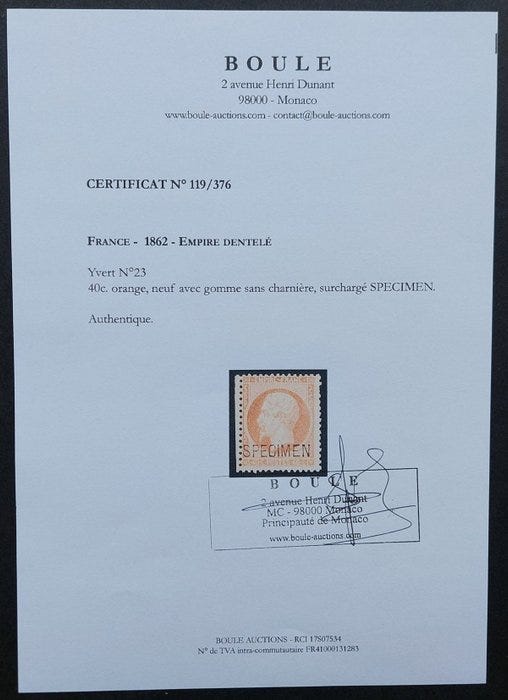 BOULE
2 avenue Henri Dunant
98000 - Monaco
www.boule-auctions.com - contact@boule-auctions.com
CERTIFICAT N° 119/376
FRANCE - 1862 - EMPIRE DENTELÉ
Yvert N°23
40c. orange, neuf avec gomme sans charnière, surchargé SPECIMEN.
Authentique.
EMPIRE FRANC
SPECIMEN
BOULE
2 avenue Henri Dunant
MC - 98000 Monaco
Principauté de Monaco
www.boule-auctions.com
BOULE AUCTIONS - RCI 17S07534
N° de TVA intra-commutautaire FR41000131283